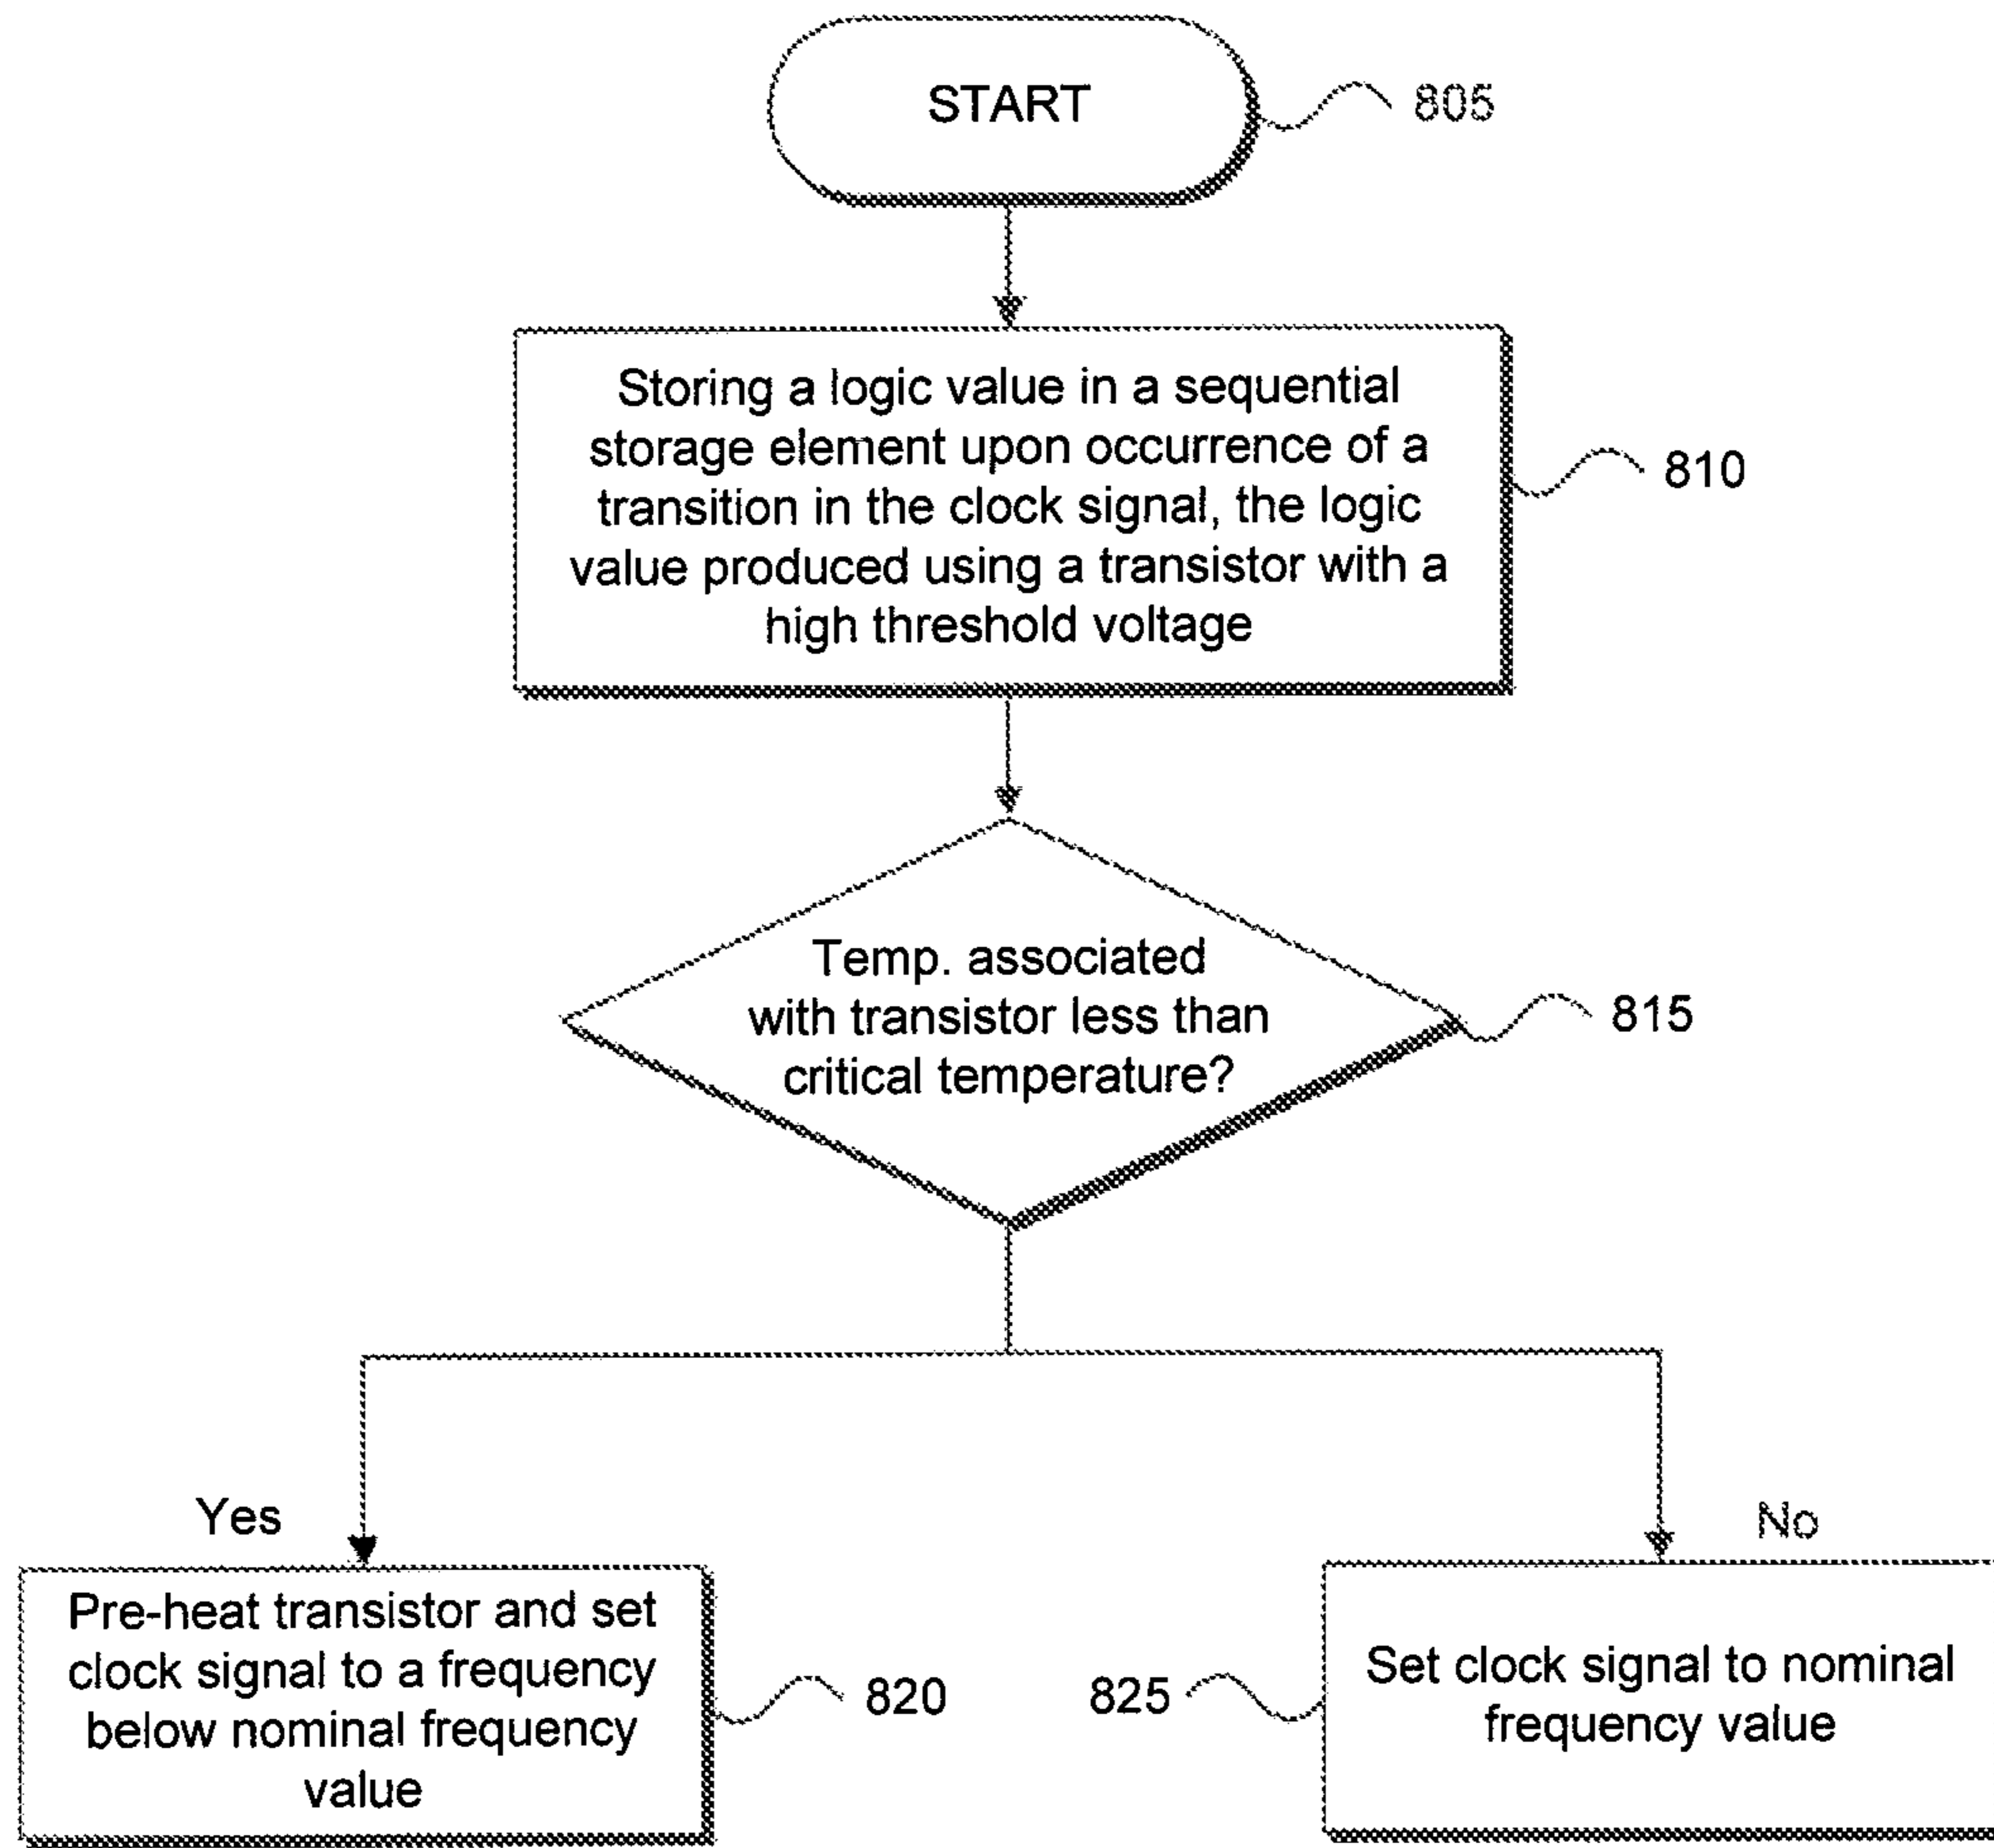 START
805
Storing a logic value in a sequential
storage element upon occurrence of a
transition in the clock signal, the logic
value produced using a transistor with a
high threshold voltage
810
Temp. associated
with transistor less than
critical temperature?
815
Yes
No
Pre-heat transistor and set
clock signal to a frequency
below nominal frequency
value
820
825
Set clock signal to nominal
frequency value